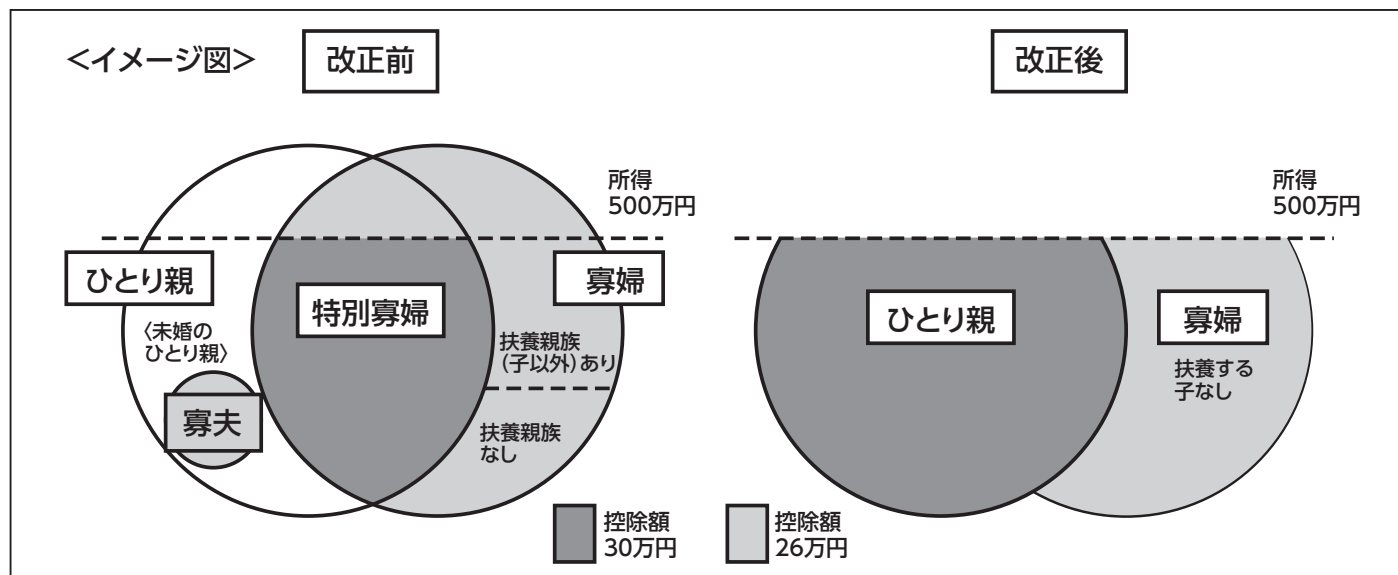 <イメージ図>
改正前
所得
500万円
ひとり親
特別寡婦
寡婦
〈未婚の
ひとり親〉
扶養親族
(子以外)あり
寡夫
扶養親族
なし
改正後
所得
500万円
ひとり親
寡婦
扶養する
子なし
控除額
30万円
控除額
26万円